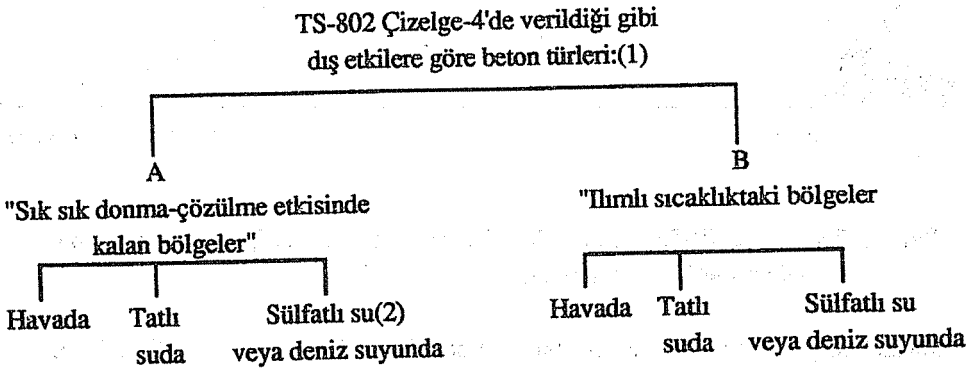 TS-802 Çizelge-4'de verildiği gibi
dış etkilere göre beton türleri:(1)
A
"Sık sık donma-çözülme etkisinde
kalan bölgeler"
Havada
Tatlı
suda
Sülfatlı su(2)
veya deniz suyunda
B
"Ilımlı sıcaklıktaki bölgeler
Havada
Tatlı
suda
Sülfatlı su
veya deniz suyunda